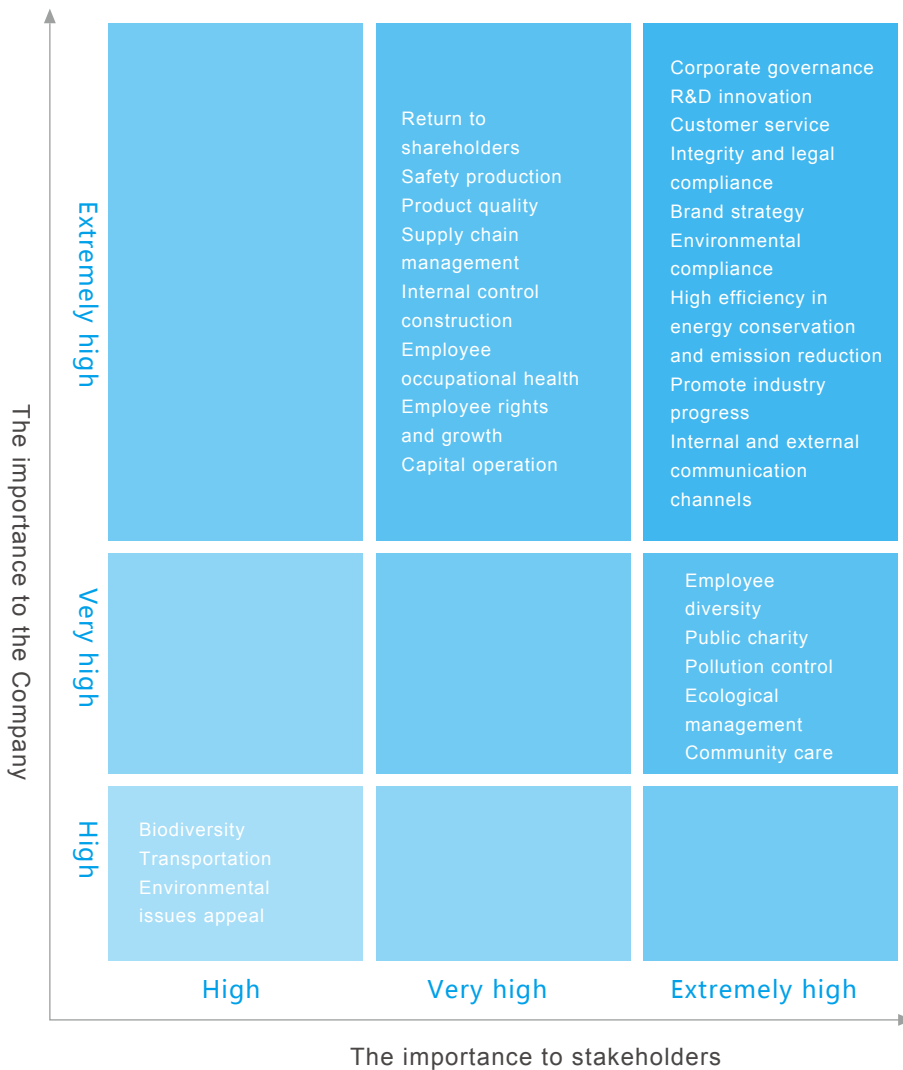 The importance to the Company
Extremely high
Return to
shareholders
Safety production
Product quality
Supply chain
management
Internal control
construction
Employee
occupational health
Employee rights
and growth
Capital operation
Corporate governance
R&D innovation
Customer service
Integrity and legal
compliance
Brand strategy
Environmental
compliance
High efficiency in
energy conservation
and emission reduction
Promote industry
progress
Internal and external
communication
channels
Very high
Employee
diversity
Public charity
Pollution control
Ecological
management
Community care
High
Biodiversity
Transportation
Environmental
issues appeal
High
Very high
Extremely high
The importance to stakeholders